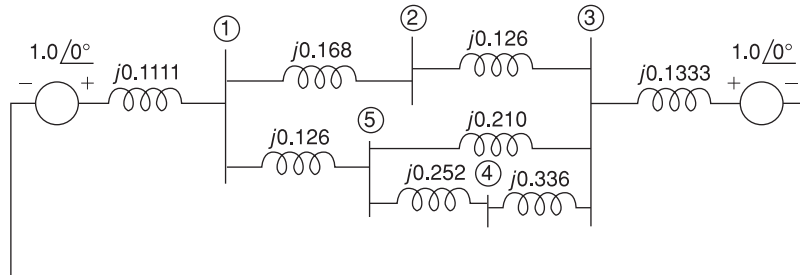 ① ② ③
1.0/0° j0.168 j0.126 1.0/0°
− + j0.1111 j0.1333 + −
j0.126 ⑤ j0.210
j0.252 ④ j0.336